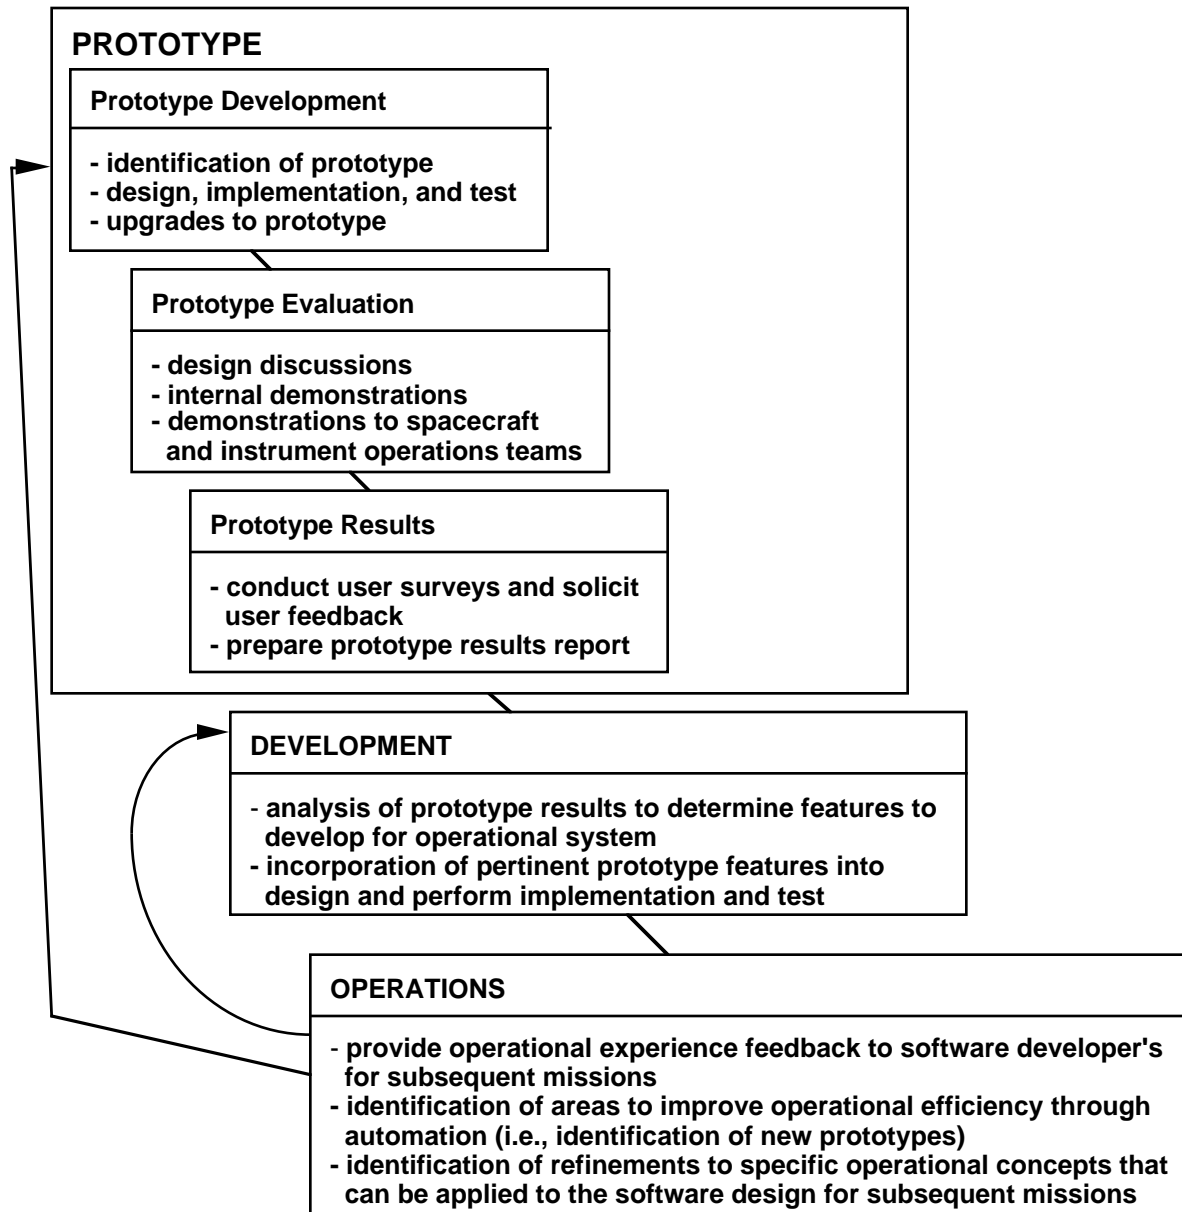 PROTOTYPE
Prototype Development
- identification of prototype
- design, implementation, and test
- upgrades to prototype
Prototype Evaluation
- design discussions
- internal demonstrations
- demonstrations to spacecraft
and instrument operations teams
Prototype Results
- conduct user surveys and solicit
user feedback
- prepare prototype results report
DEVELOPMENT
- analysis of prototype results to determine features to
develop for operational system
- incorporation of pertinent prototype features into
design and perform implementation and test
OPERATIONS
- provide operational experience feedback to software developer's
for subsequent missions
- identification of areas to improve operational efficiency through
automation (i.e., identification of new prototypes)
- identification of refinements to specific operational concepts that
can be applied to the software design for subsequent missions